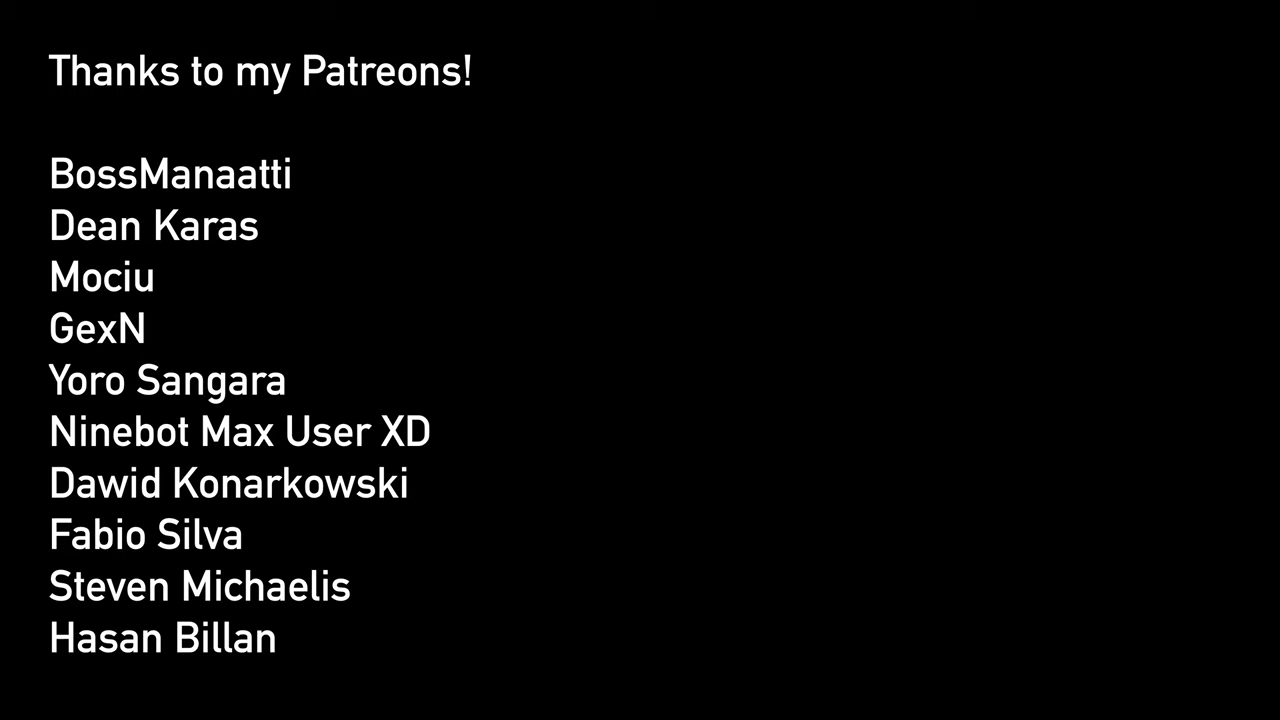 Thanks to my Patreons!
BossManaatti
Dean Karas
Mociu
GexN
Yoro Sangara
Ninebot Max User XD
Dawid Konarkowski
Fabio Silva
Steven Michaelis
Hasan Billan